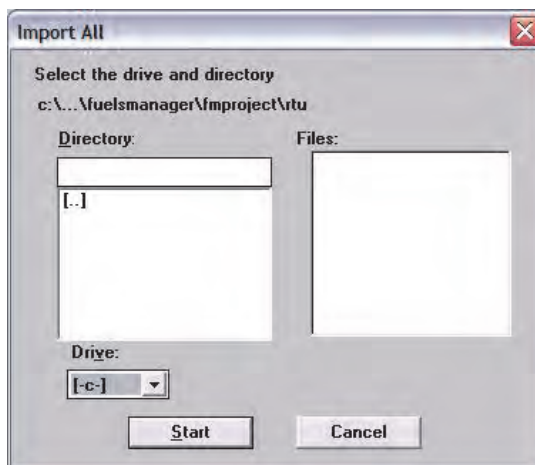 Import All
Select the drive and directory
c:\...\fuelsmanager\fmproject\rtu
Directory: Files:
[..]
Drive:
[-c-]
Start Cancel